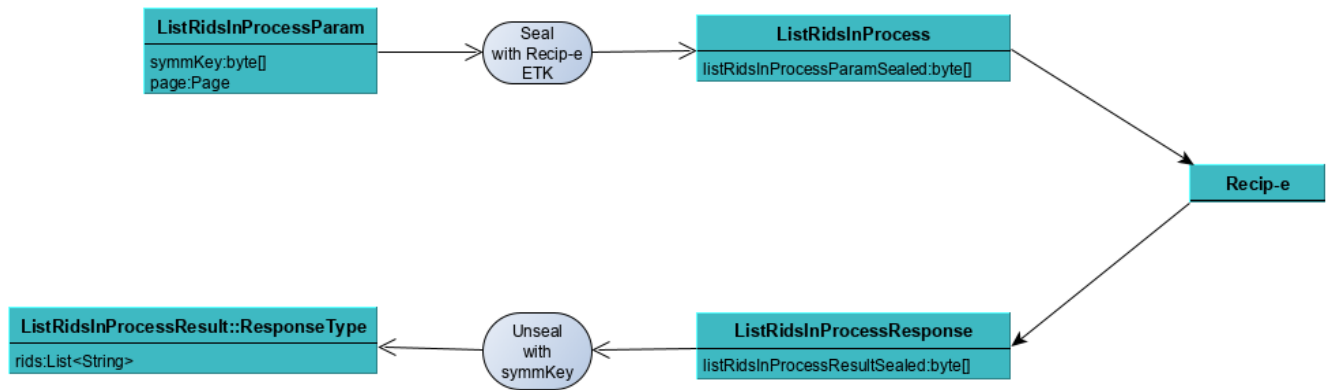 ListRidsInProcessParam
symmKey:byte[]
page:Page
Seal
with Recip-e
ETK
ListRidsInProcess
listRidsInProcessParamSealed:byte[]
Recip-e
ListRidsInProcessResult::ResponseType
rids:List<String>
Unseal
with
symmKey
ListRidsInProcessResponse
listRidsInProcessResultSealed:byte[]